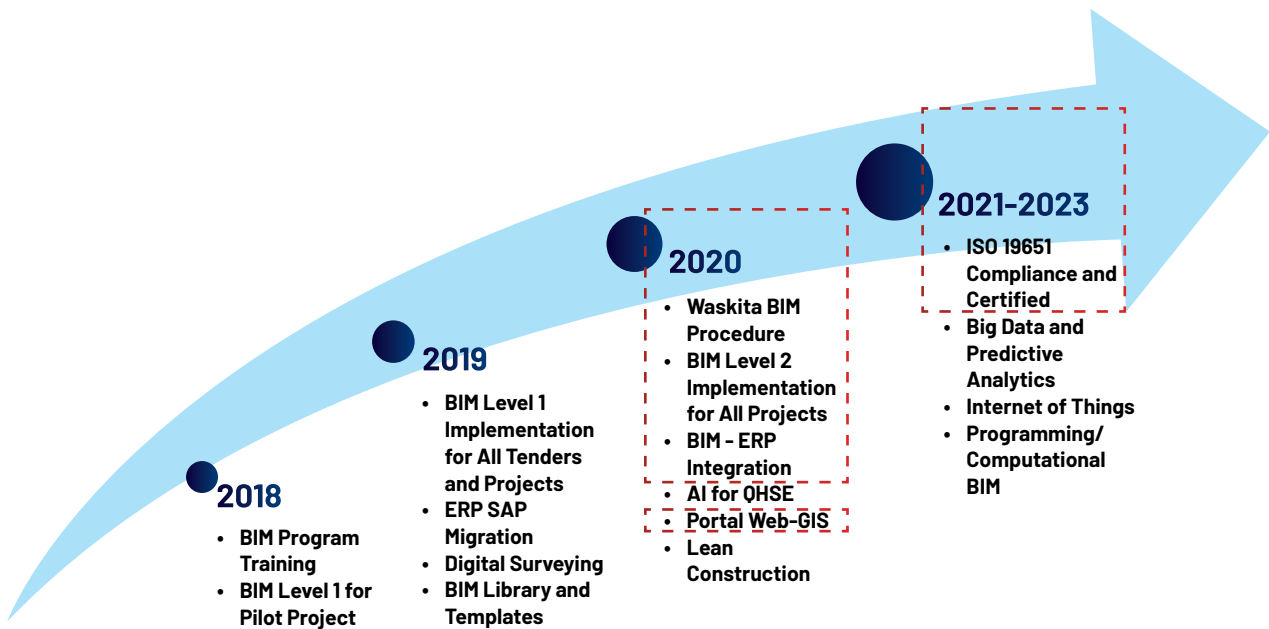 2018
• BIM Program
Training
• BIM Level 1 for
Pilot Project
2019
• BIM Level 1
Implementation
for All Tenders
and Projects
• ERP SAP
Migration
• Digital Surveying
• BIM Library and
Templates
2020
• Waskita BIM
Procedure
• BIM Level 2
Implementation
for All Projects
• BIM - ERP
Integration
• AI for QHSE
• Portal Web-GIS
• Lean
Construction
2021-2023
• ISO 19651
Compliance and
Certified
• Big Data and
Predictive
Analytics
• Internet of Things
• Programming/
Computational
BIM